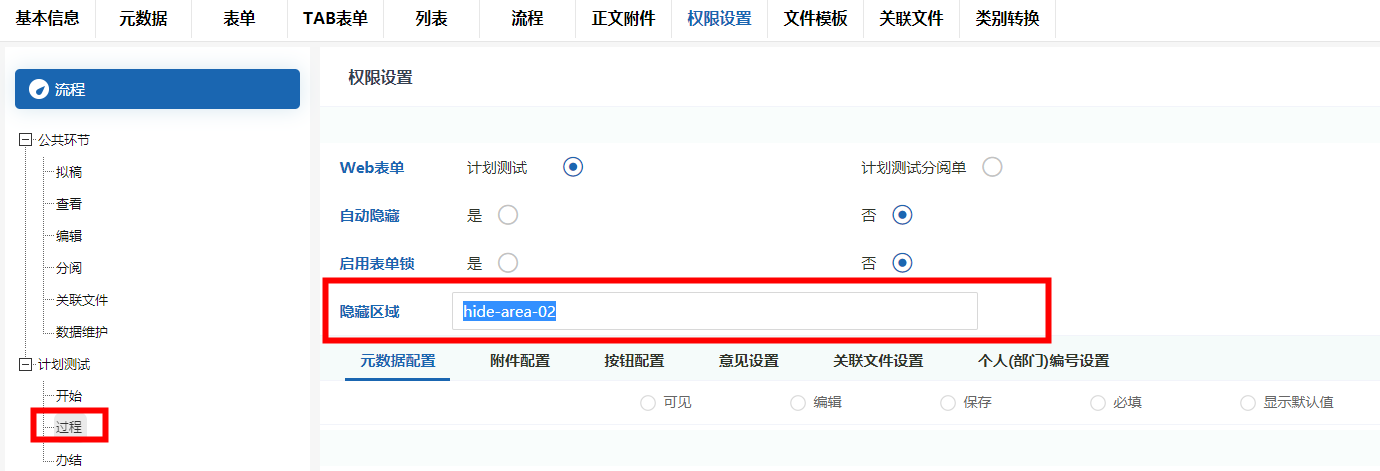 基本信息 元数据 表单 TAB表单 列表 流程 正文附件 权限设置 文件模板 关联文件 类别转换
流程
公共环节
拟稿
查看
编辑
分阅
关联文件
数据维护
计划测试
开始
过程
办结
权限设置
Web表单 计划测试 计划测试分阅单
自动隐藏 是 否
启用表单锁 是 否
隐藏区域 hide-area-02
元数据配置 附件配置 按钮配置 意见设置 关联文件设置 个人(部门)编号设置
可见 编辑 保存 必填 显示默认值